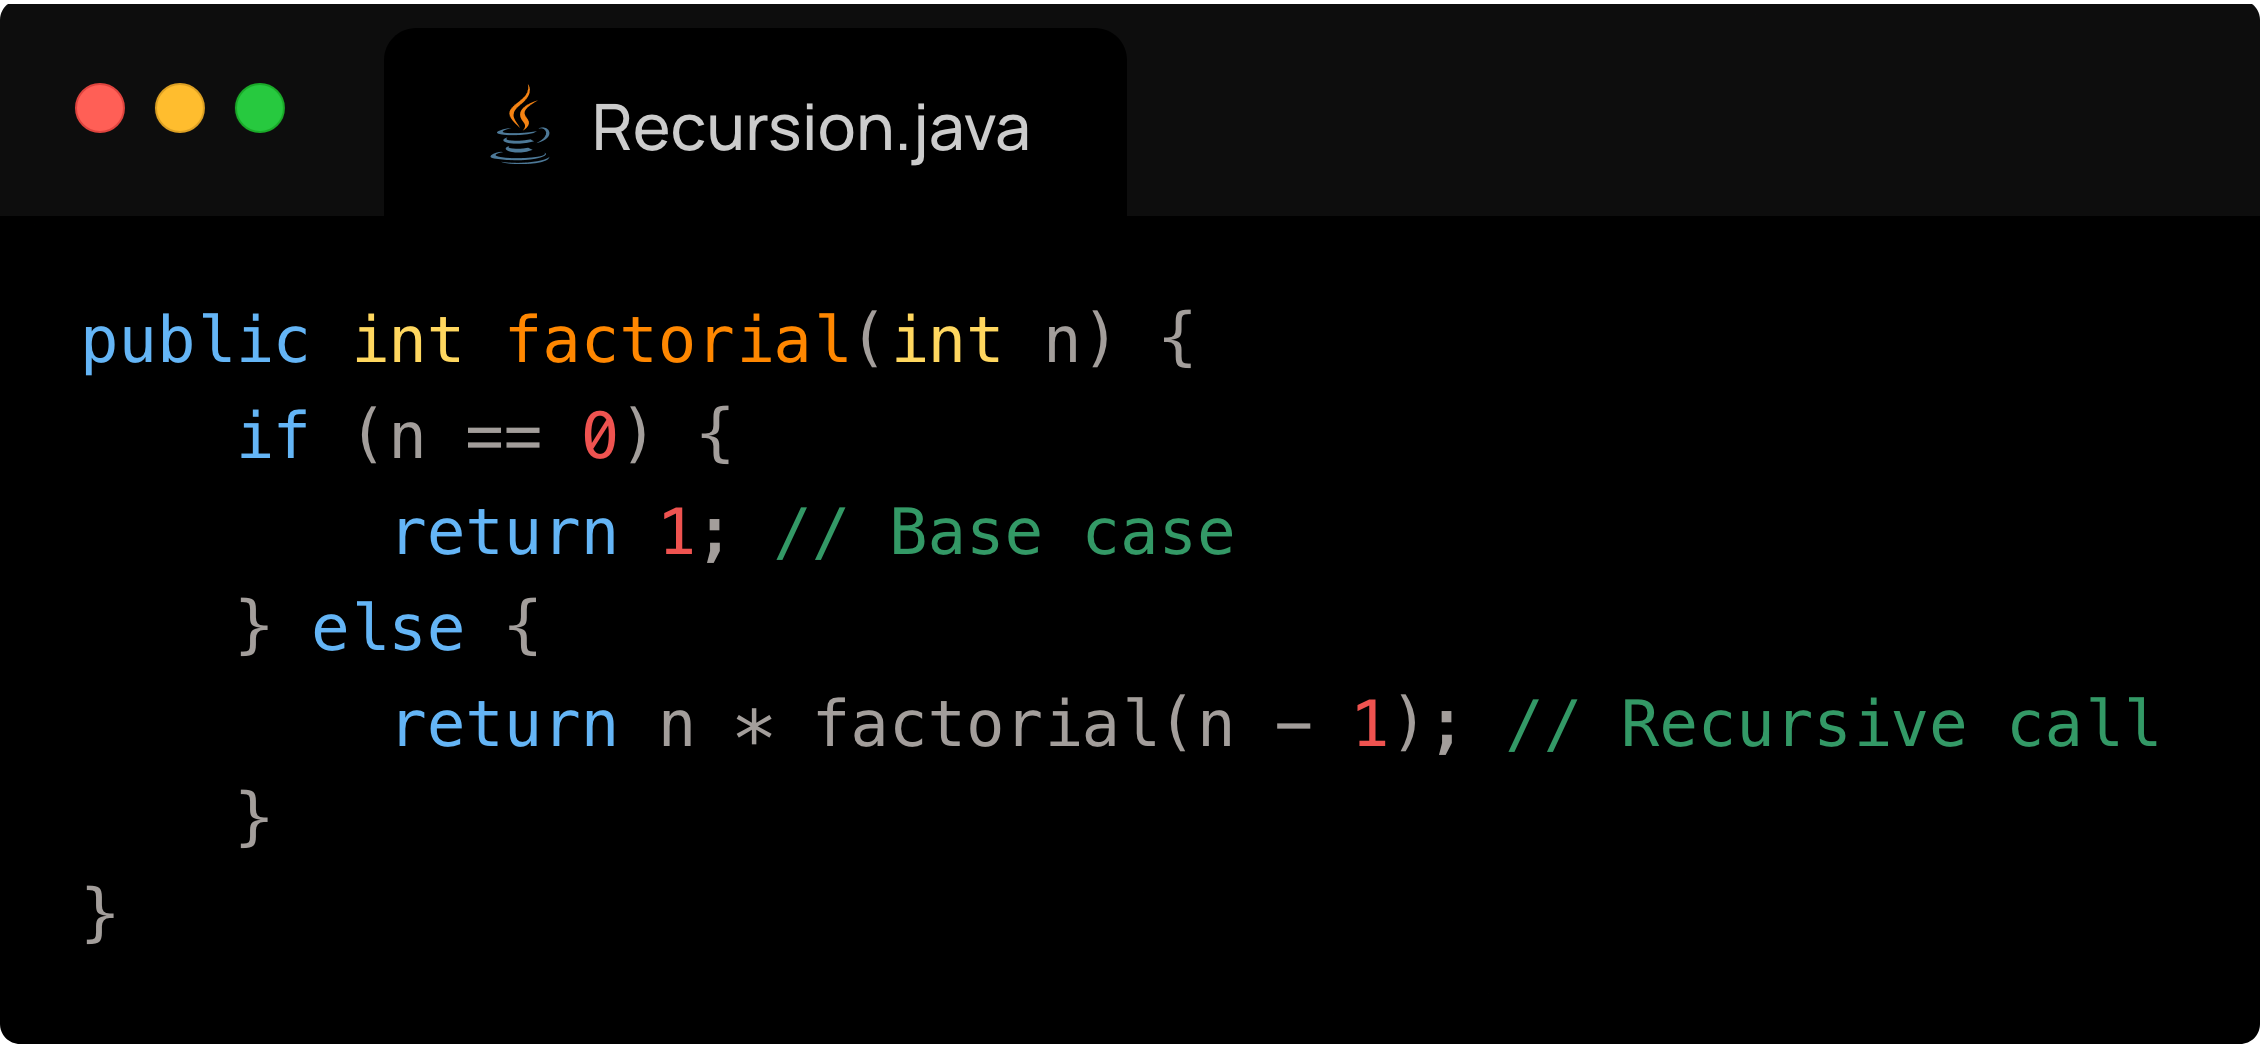 Recursion.java
public int factorial(int n) {
    if (n == 0) {
        return 1; // Base case
    } else {
        return n * factorial(n - 1); // Recursive call
    }
}